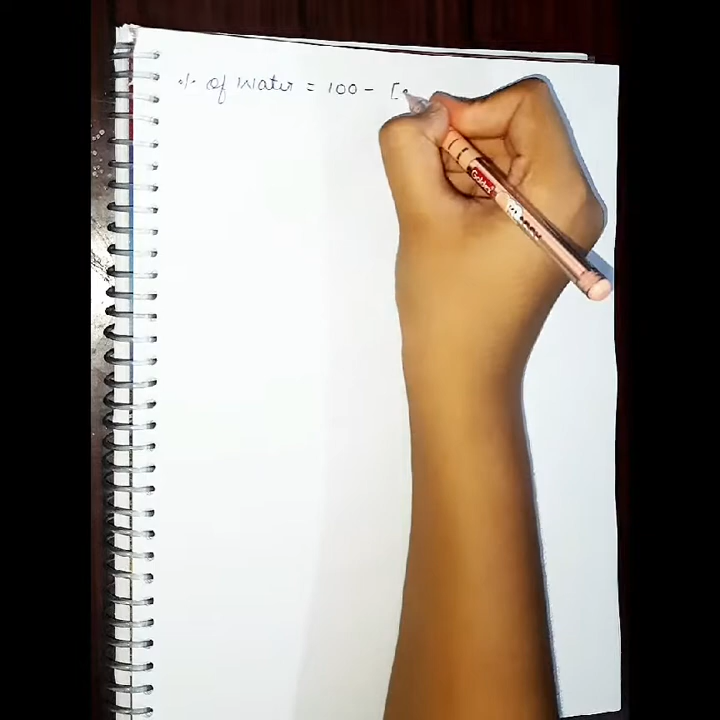 % of Water = 100 - [